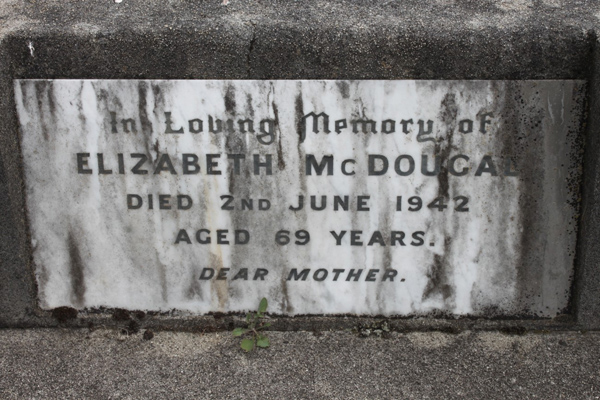 In Loving Memory of
ELIZABETH McDOUGAL
DIED 2ND JUNE 1942
AGED 69 YEARS.
DEAR MOTHER.